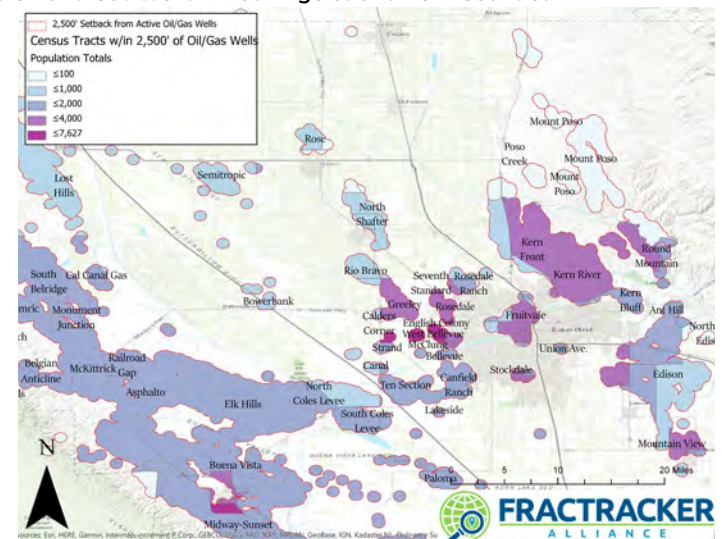 2,500' Setback from Active Oil/Gas Wells
Census Tracts w/in 2,500' of Oil/Gas Wells
Population Totals
≤100
≤1,000
≤2,000
≤4,000
≤7,627
Rose
Semitropic
Lost
Hills
Mount Poso
Poso
Creek
Mount Poso
Mount
Poso
North
Shafter
Kern
Front
Round
Mountain
South
Belridge
Cal Canal Gas
Rio Bravo
Seventh
Standard
Rosedale
Ranch
Kern River
Kern
Bluff
Bowerbank
Greeley
Rosedale
Monument
Junction
Calders
Corner
English Colony
West Bellevue
Fruitvale
Ant Hill
North
Strand
McClung
Bellevue
Union Ave.
Belgian
Anticline
McKittrick
Railroad
Gap
Canal
Stockdale
Edison
Asphalto
Elk Hills
North
Coles Levee
Ten Section
Canfield
Ranch
South Coles
Levee
Lakeside
Mountain View
N
Buena Vista
Paloma
0 5 10 20 Miles
Midway-Sunset
FRACTRACKER
ALLIANCE